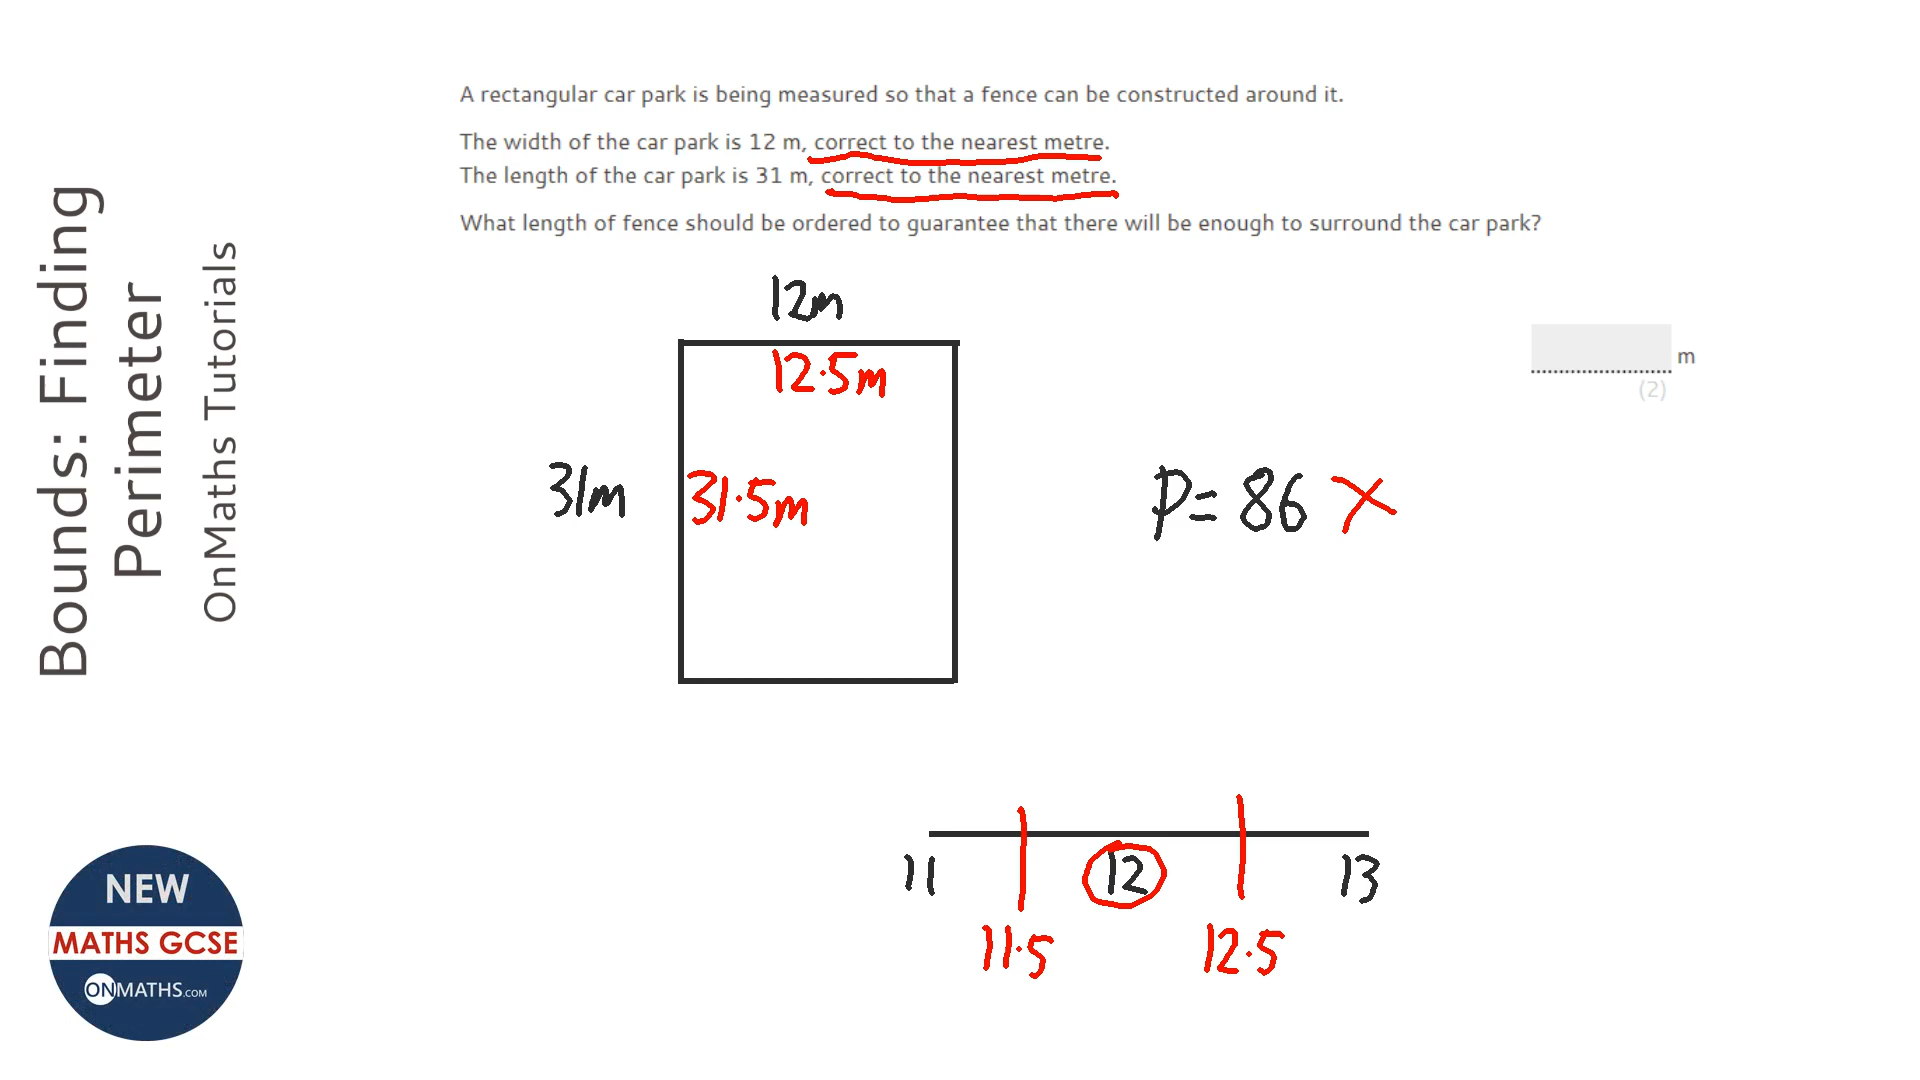 Bounds: Finding
Perimeter
OnMaths Tutorials
A rectangular car park is being measured so that a fence can be constructed around it.
The width of the car park is 12 m, correct to the nearest metre.
The length of the car park is 31 m, correct to the nearest metre.
What length of fence should be ordered to guarantee that there will be enough to surround the car park?
12m
12.5m
m
(2)
31m
31.5m
P= 86 X
11
12
13
11.5
12.5
NEW
MATHS GCSE
ONMATHS.COM